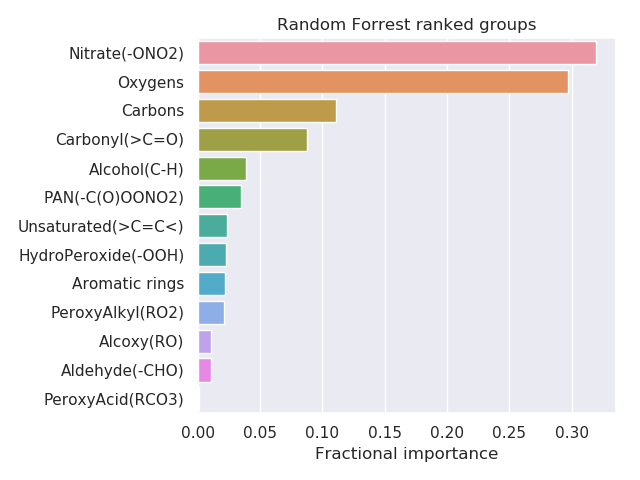 Random Forrest ranked groups
Nitrate(-ONO2)
Oxygens
Carbons
Carbonyl(>C=O)
Alcohol(C-H)
PAN(-C(O)OONO2)
Unsaturated(>C=C<)
HydroPeroxide(-OOH)
Aromatic rings
PeroxyAlkyl(RO2)
Alcoxy(RO)
Aldehyde(-CHO)
PeroxyAcid(RCO3)
0.00 0.05 0.10 0.15 0.20 0.25 0.30
Fractional importance